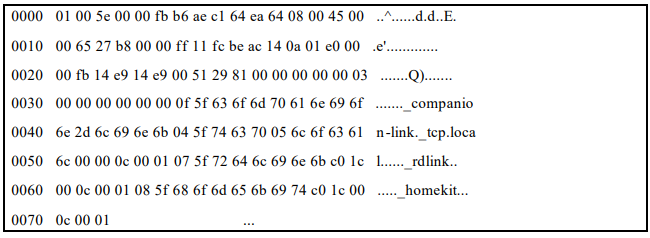 0000 01 00 5e 00 00 fb b6 ae c1 64 ea 64 08 00 45 00 ..^......d.d..E.
0010 00 65 27 b8 00 00 ff 11 fc be ac 14 0a 01 e0 00 .e'.............
0020 00 fb 14 e9 14 e9 00 51 29 81 00 00 00 00 00 03 .......Q).......
0030 00 00 00 00 00 00 0f 5f 63 6f 6d 70 61 6e 69 6f ......._companio
0040 6e 2d 6c 69 6e 6b 04 5f 74 63 70 05 6c 6f 63 61 n-link._tcp.loca
0050 6c 00 00 0c 00 01 07 5f 72 64 6c 69 6e 6b c0 1c l......_rdlink..
0060 00 0c 00 01 08 5f 68 6f 6d 65 6b 69 74 c0 1c 00 ....._homekit...
0070 0c 00 01 ...